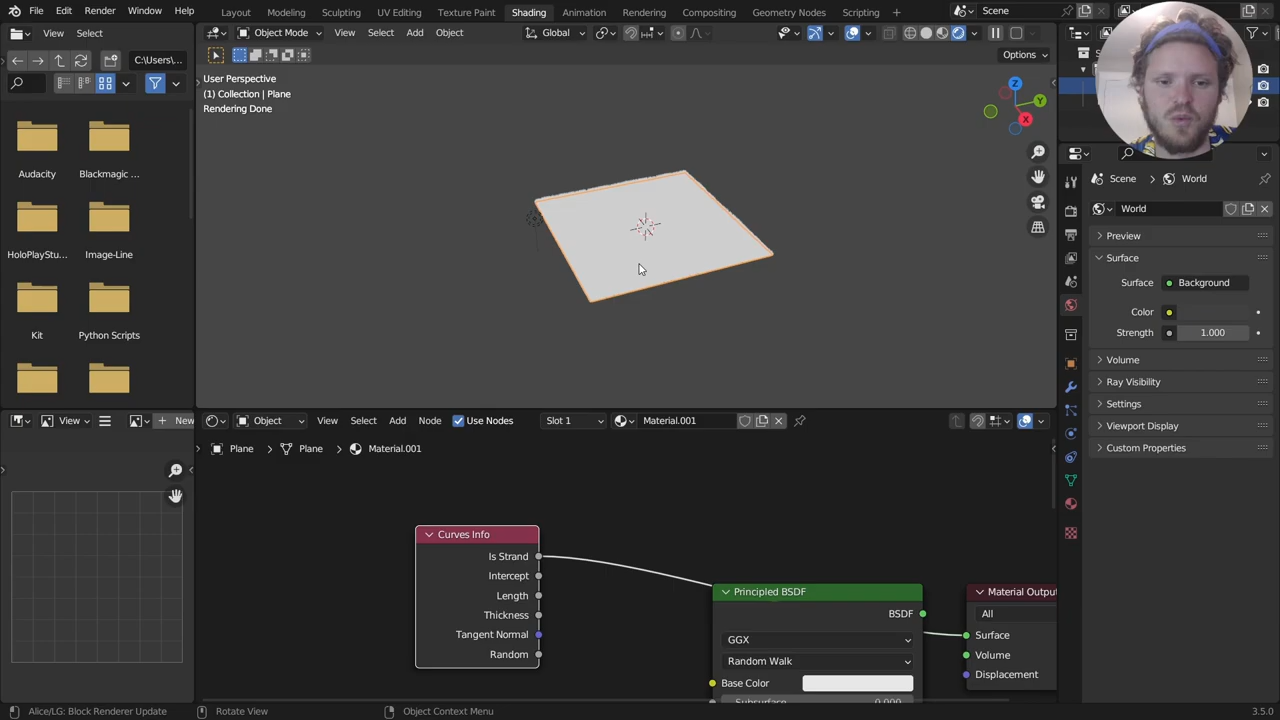 File Edit Render Window Help Layout Modeling Sculpting UV Editing Texture Paint Shading Animation Rendering Compositing Geometry Nodes Scripting Scene
View Select Object Mode View Select Add Object Global
C:\Users\...
Options
User Perspective
(1) Collection | Plane
Rendering Done
Z
Y
X
Audacity
Blackmagic ...
HoloPlayStu...
Image-Line
Kit
Python Scripts
Scene > World
World
Preview
Surface
Surface Background
Color
Strength 1.000
Volume
Ray Visibility
Settings
Viewport Display
Custom Properties
View New Object View Select Add Node Use Nodes Slot 1 Material.001
Plane > Plane > Material.001
Curves Info
Is Strand
Intercept
Length
Thickness
Tangent Normal
Random
Principled BSDF
BSDF
GGX
Random Walk
Base Color
Subsurface 0.000
Material Output
All
Surface
Volume
Displacement
Alice/LG: Block Renderer Update Rotate View Object Context Menu 3.5.0